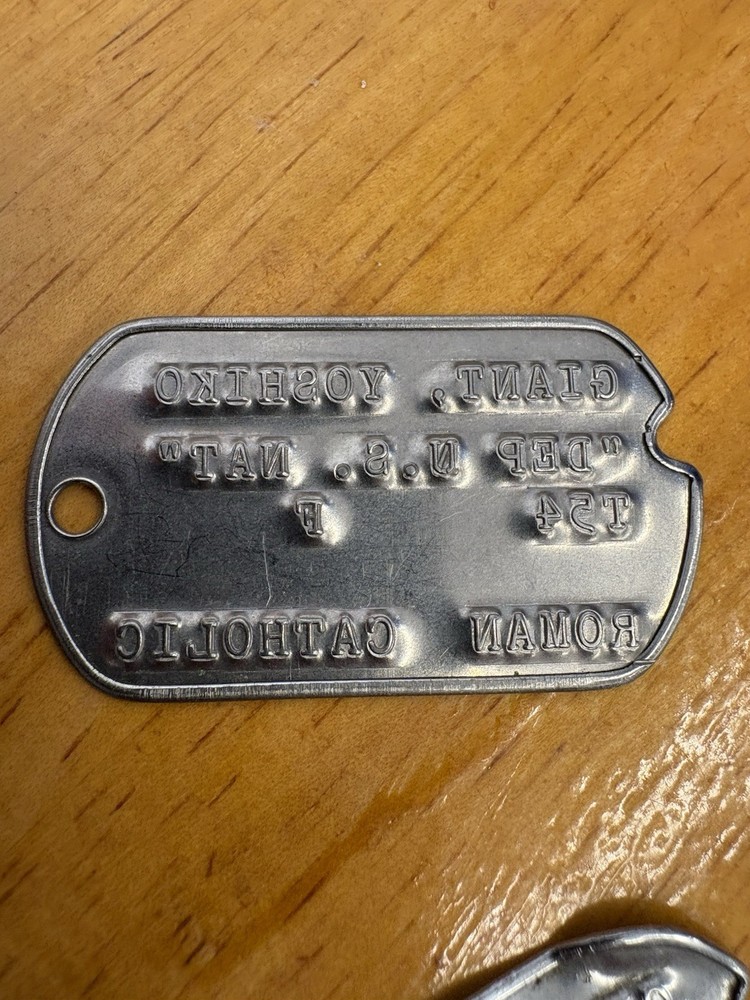 GIANT, YOSHIKO
"DEP U.S. NAT"
T54 F
ROMAN CATHOLIC